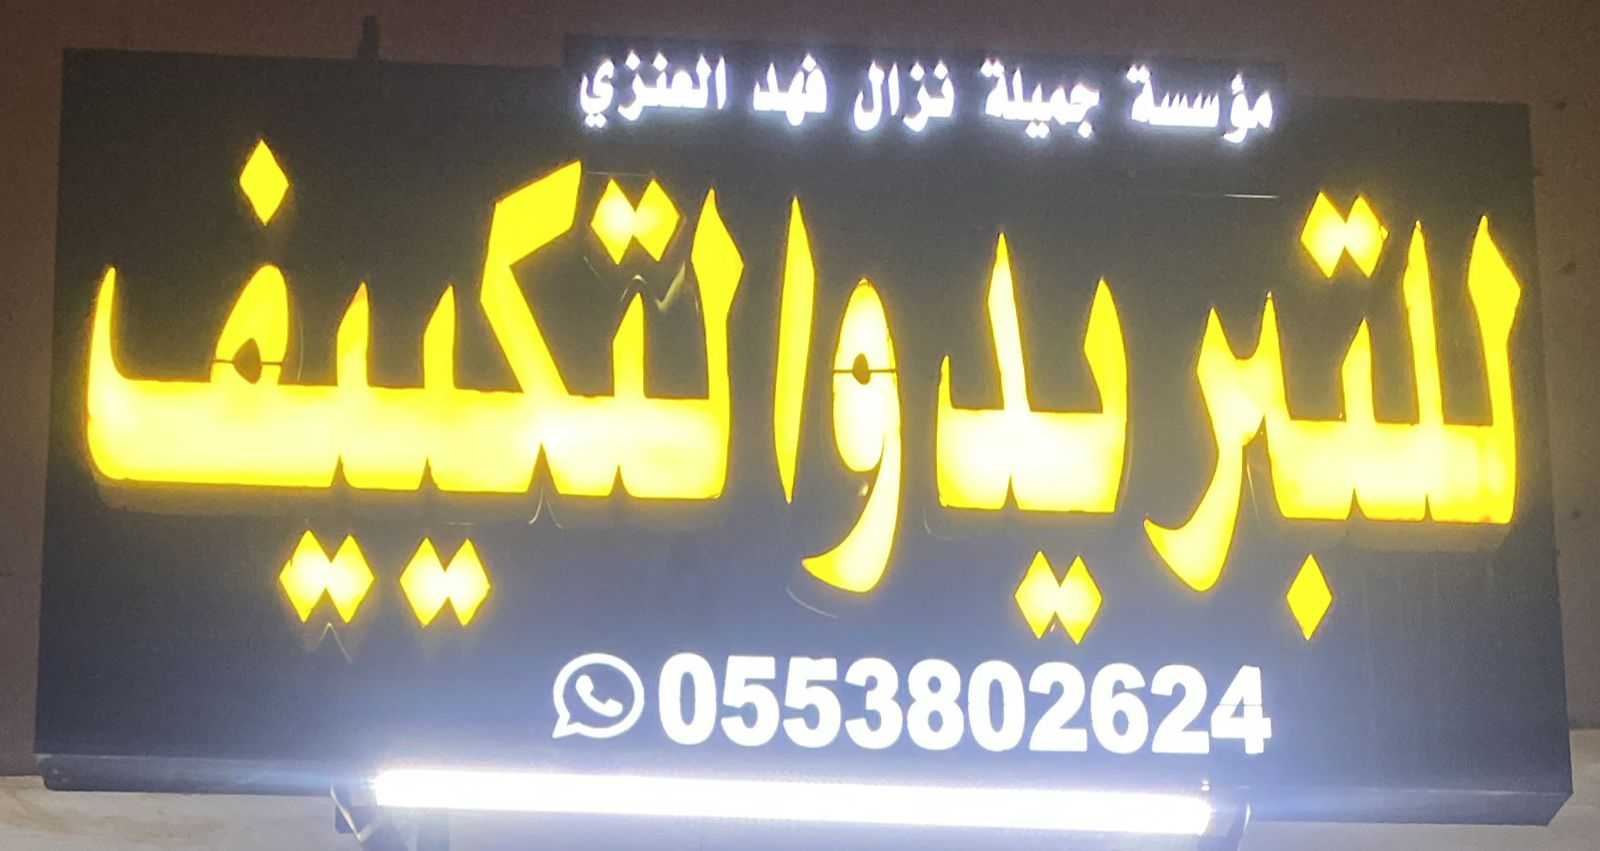 مؤسسة جميلة نزال فهد العنزي
للتبريد والتكييف
0553802624